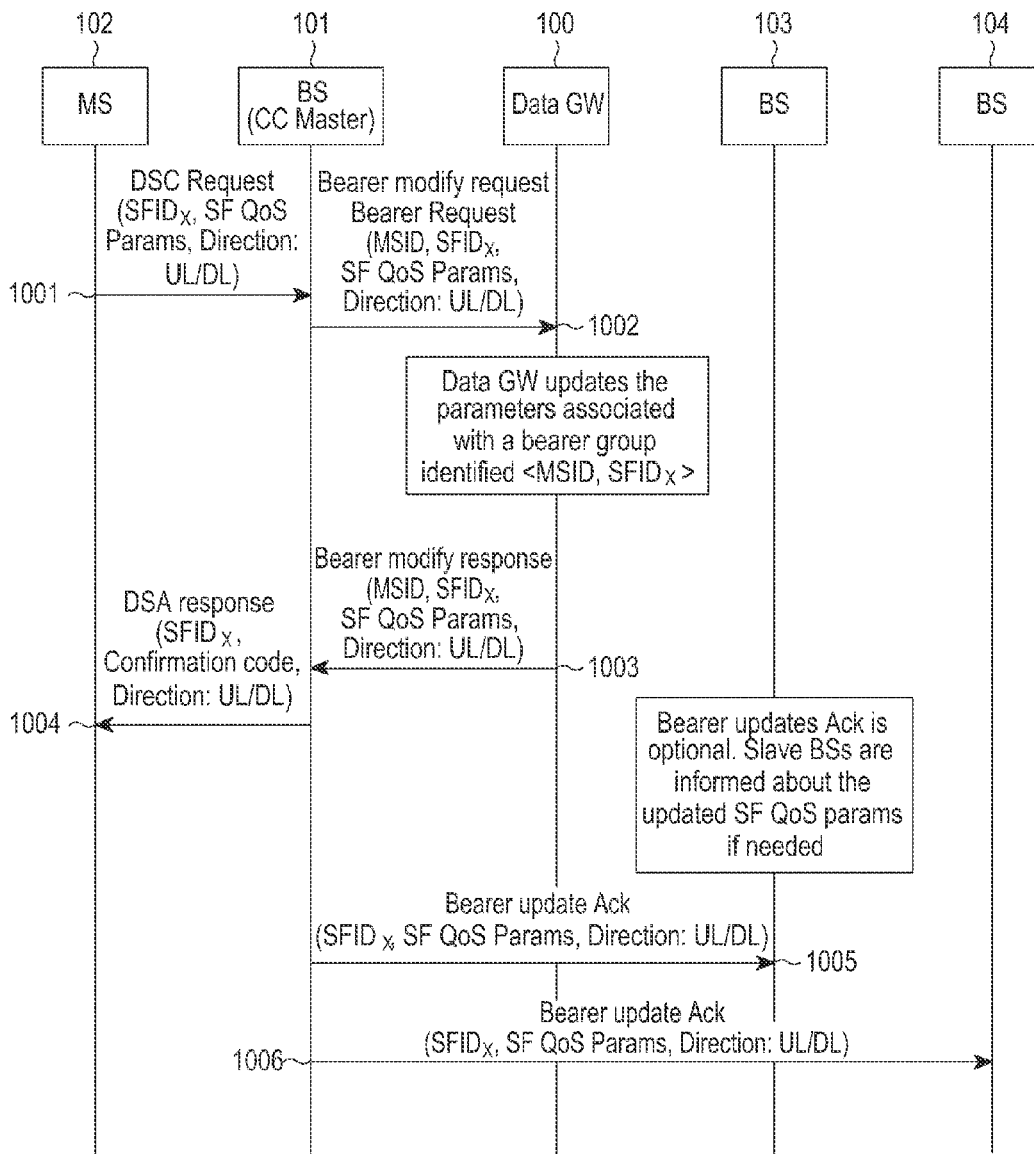 102
101
100
103
104
MS
BS
(CC Master)
Data GW
BS
BS
DSC Request
(SFIDX, SF QoS
Params,
Direction:
UL/DL)
1001
Bearer modify request
Bearer Request
(MSID, SFIDX,
SF QoS Params,
Direction: UL/DL)
1002
Data GW updates the
parameters associated
with a bearer group
identified <MSID, SFIDX>
Bearer modify response
(MSID, SFIDX,
SF QoS Params,
Direction: UL/DL)
1003
DSA response
(SFIDX,
Confirmation code,
Direction: UL/DL)
1004
Bearer updates Ack is
optional. Slave BSs are
informed about the
updated SF QoS params
if needed
Bearer update Ack
(SFIDX, SF QoS Params, Direction: UL/DL)
1005
Bearer update Ack
(SFIDX, SF QoS Params, Direction: UL/DL)
1006